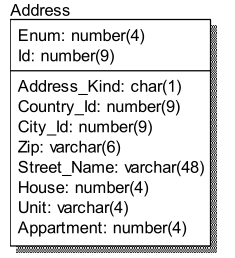 Address
Enum: number(4)
Id: number(9)
Address_Kind: char(1)
Country_Id: number(9)
City_Id: number(9)
Zip: varchar(6)
Street_Name: varchar(48)
House: number(4)
Unit: varchar(4)
Appartment: number(4)